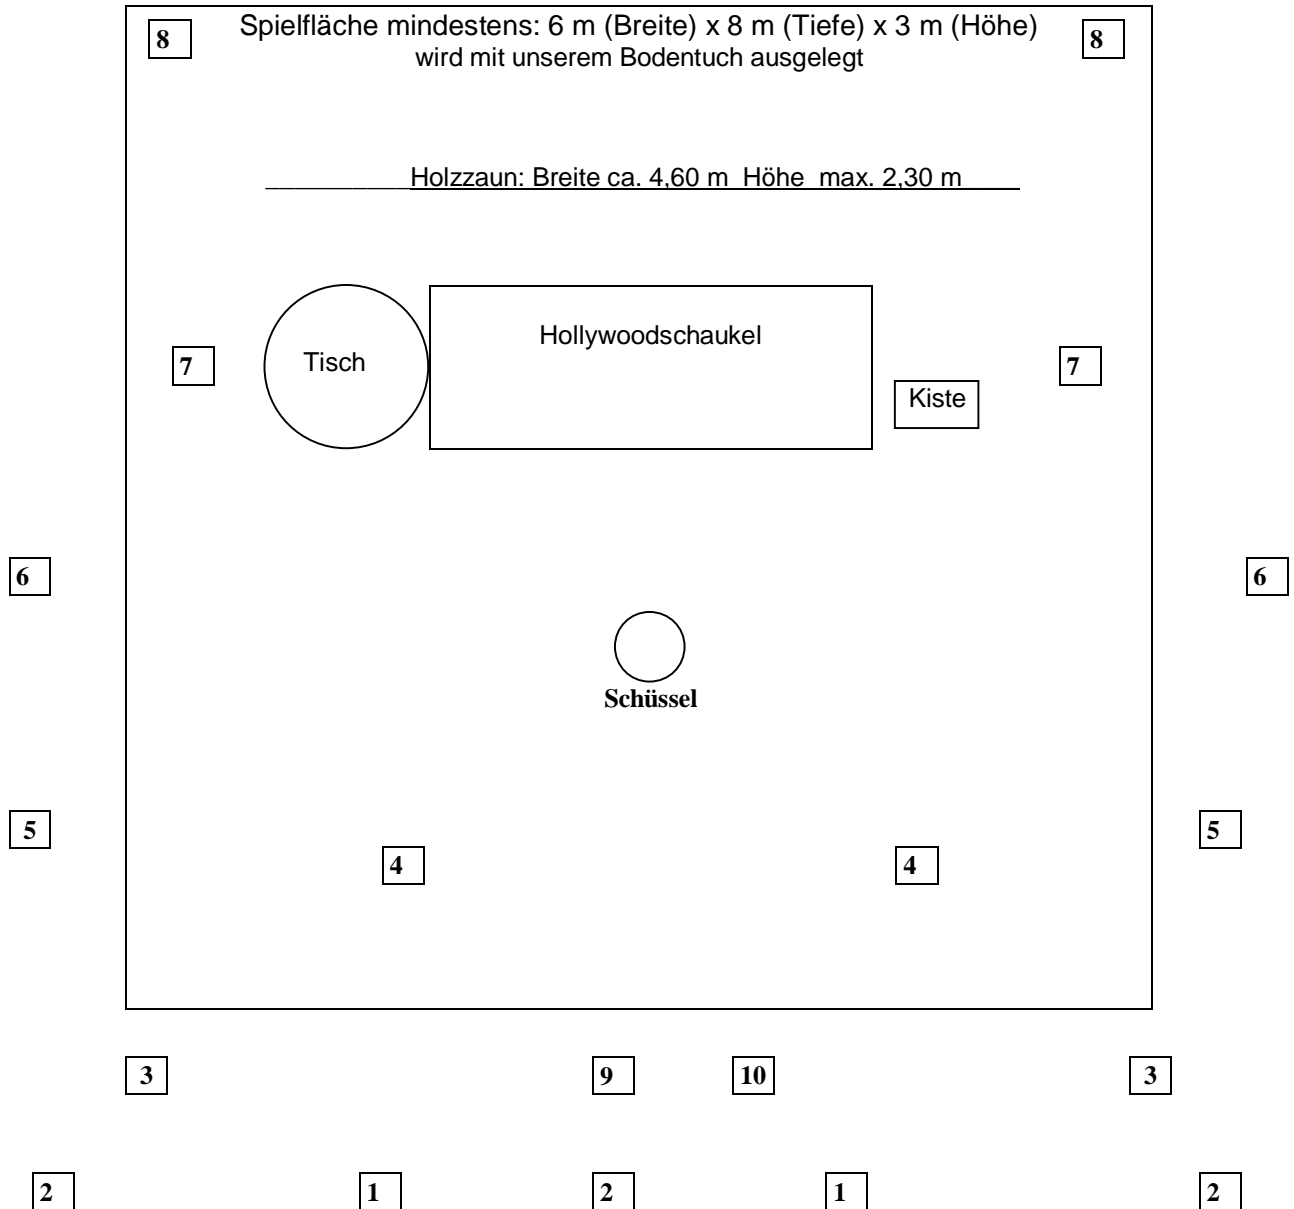 8 Spielfläche mindestens: 6 m (Breite) x 8 m (Tiefe) x 3 m (Höhe) 8
wird mit unserem Bodentuch ausgelegt
__________Holzzaun: Breite ca. 4,60 m  Höhe  max. 2,30 m____
Hollywoodschaukel
7 Tisch 7
Kiste
6 6
Schüssel
5 5
4 4
3 9 10 3
2 1 2 1 2